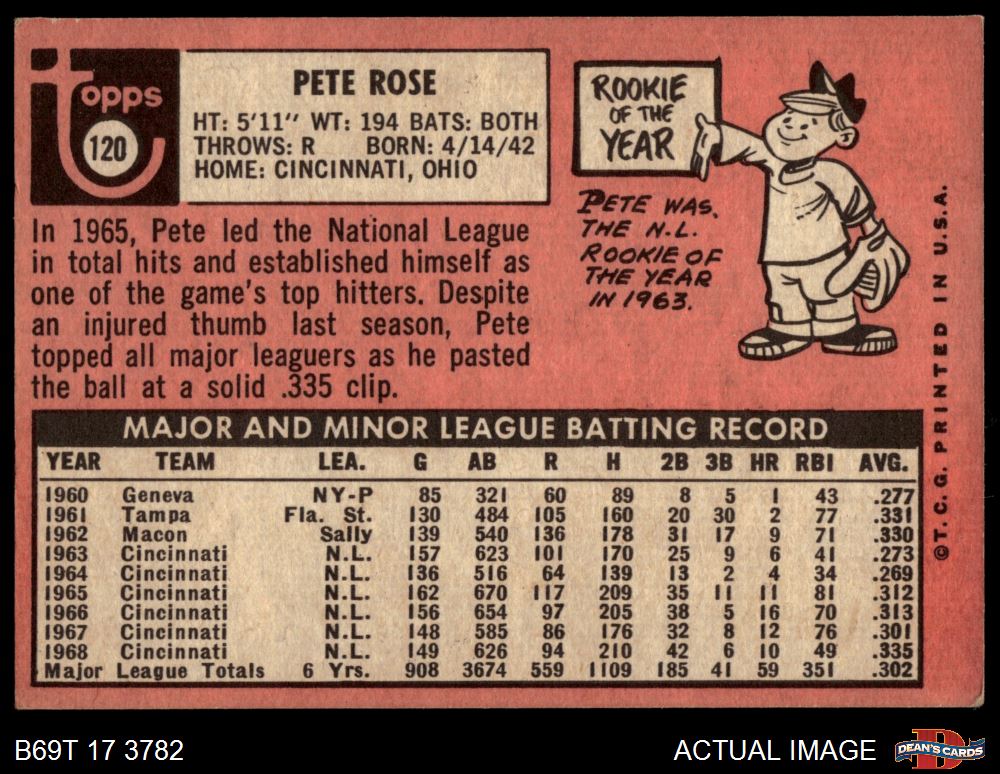 topps
120
PETE ROSE
HT: 5'11" WT: 194 BATS: BOTH
THROWS: R BORN: 4/14/42
HOME: CINCINNATI, OHIO
In 1965, Pete led the National League
in total hits and established himself as
one of the game's top hitters. Despite
an injured thumb last season, Pete
topped all major leaguers as he pasted
the ball at a solid .335 clip.
ROOKIE
OF THE
YEAR
PETE WAS.
THE N.L.
ROOKIE OF
THE YEAR
IN 1963.
MAJOR AND MINOR LEAGUE BATTING RECORD
YEAR TEAM LEA. G AB R H 2B 3B HR RBI AVG.
1960 Geneva NY-P 85 321 60 89 8 5 1 43 .277
1961 Tampa Fla. St. 130 484 105 160 20 30 2 77 .331
1962 Macon Sally 139 540 136 178 31 17 9 71 .330
1963 Cincinnati N.L. 157 623 101 170 25 9 6 41 .273
1964 Cincinnati N.L. 136 516 64 139 13 2 4 34 .269
1965 Cincinnati N.L. 162 670 117 209 35 11 11 81 .312
1966 Cincinnati N.L. 156 654 97 205 38 5 16 70 .313
1967 Cincinnati N.L. 148 585 86 176 32 8 12 76 .301
1968 Cincinnati N.L. 149 626 94 210 42 6 10 49 .335
Major League Totals 6 Yrs. 908 3674 559 1109 185 41 59 351 .302
©T.C.G. PRINTED IN U.S.A.
B69T 17 3782
ACTUAL IMAGE
DEAN'S CARDS